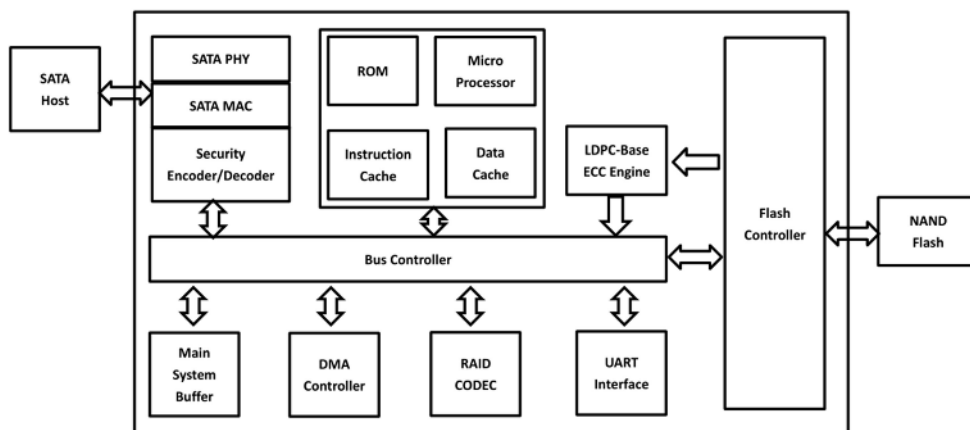 SATA
Host
SATA PHY
SATA MAC
Security
Encoder/Decoder
ROM
Micro
Processor
Instruction
Cache
Data
Cache
LDPC-Base
ECC Engine
Flash
Controller
NAND
Flash
Bus Controller
Main
System
Buffer
DMA
Controller
RAID
CODEC
UART
Interface